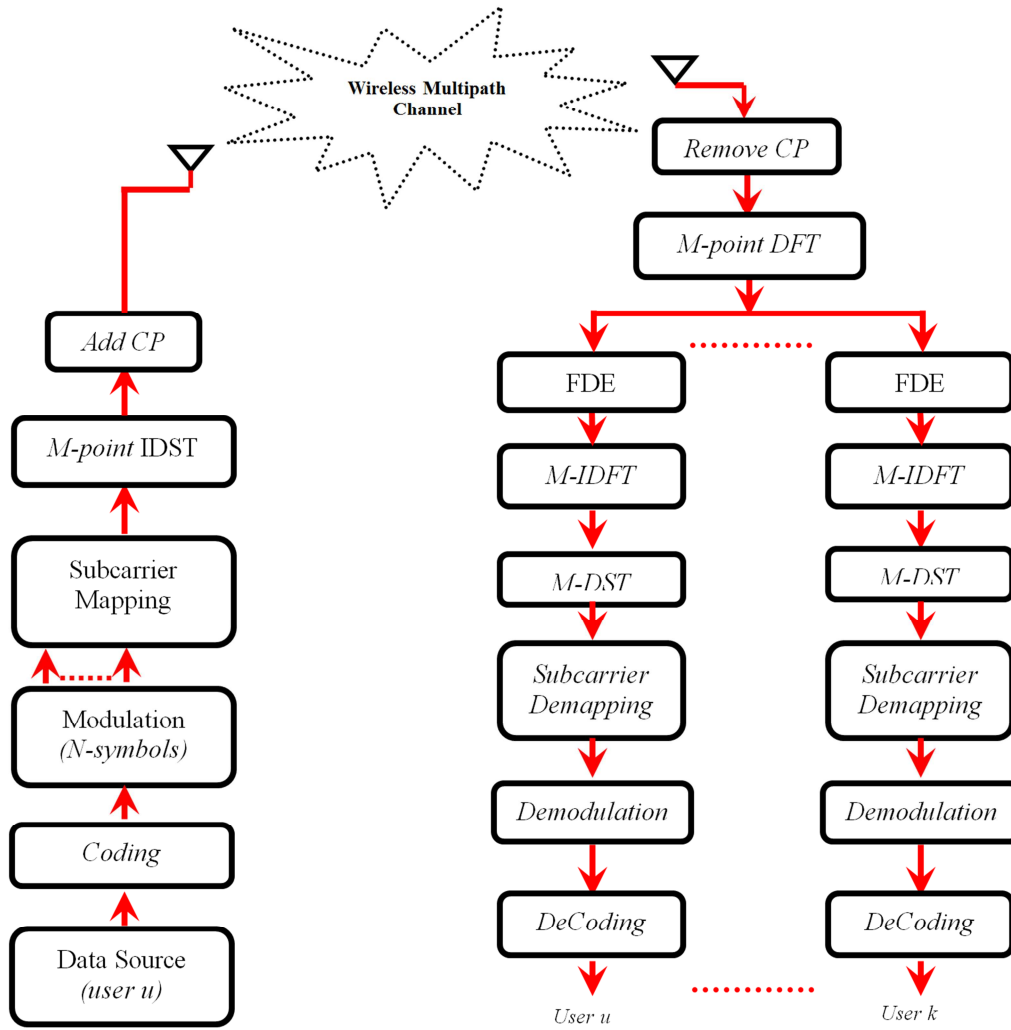 Wireless Multipath
Channel
Add CP
M-point IDST
Subcarrier
Mapping
Modulation
(N-symbols)
Coding
Data Source
(user u)
Remove CP
M-point DFT
FDE
M-IDFT
M-DST
Subcarrier
Demapping
Demodulation
DeCoding
User u
FDE
M-IDFT
M-DST
Subcarrier
Demapping
Demodulation
DeCoding
User k